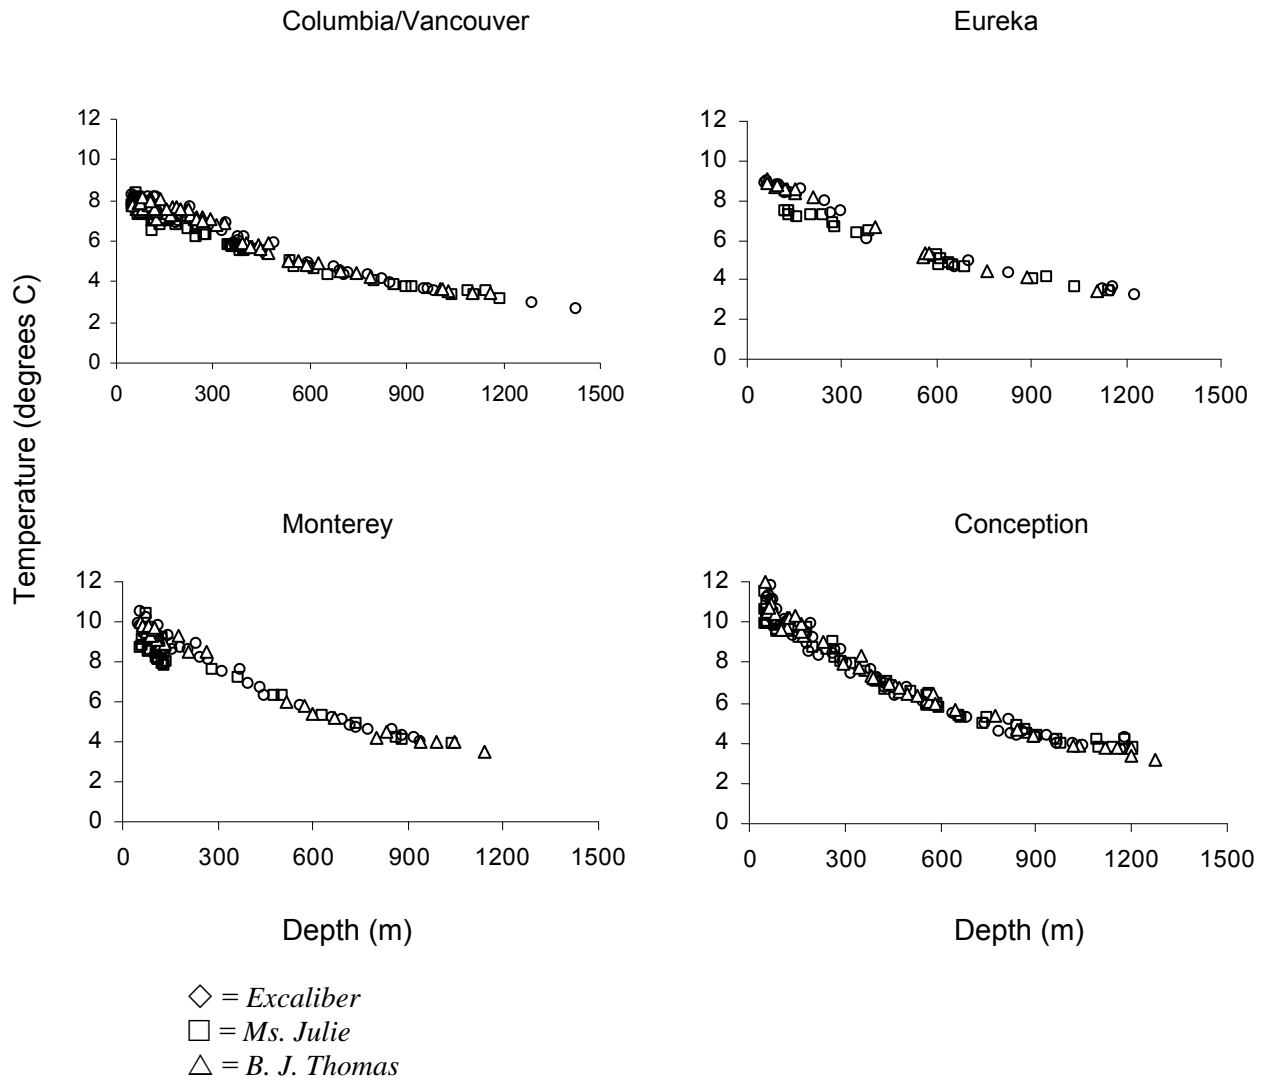 Columbia/Vancouver
Eureka
12
10
8
6
4
2
0
0 300 600 900 1200 1500
12
10
8
6
4
2
0
0 300 600 900 1200 1500
Temperature (degrees C)
Monterey
Conception
12
10
8
6
4
2
0
0 300 600 900 1200 1500
12
10
8
6
4
2
0
0 300 600 900 1200 1500
Depth (m)
Depth (m)
= Excaliber
= Ms. Julie
= B. J. Thomas